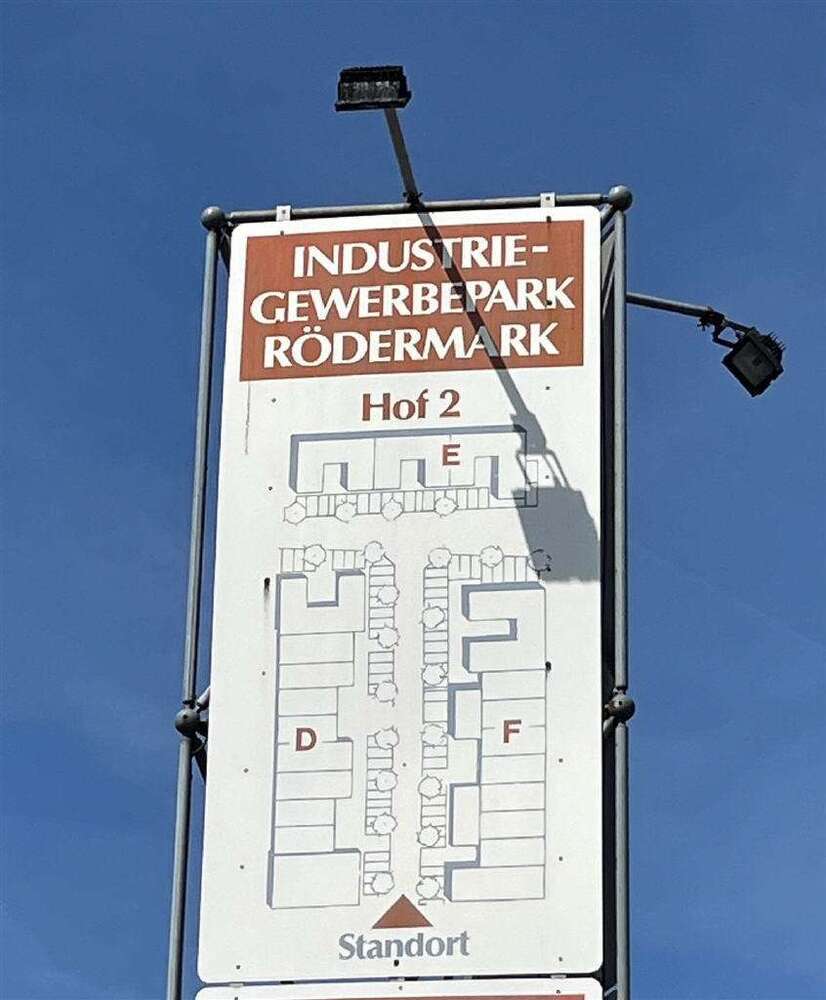 INDUSTRIE-
GEWERBEPARK
RÖDERMARK
Hof 2
E
D
F
Standort